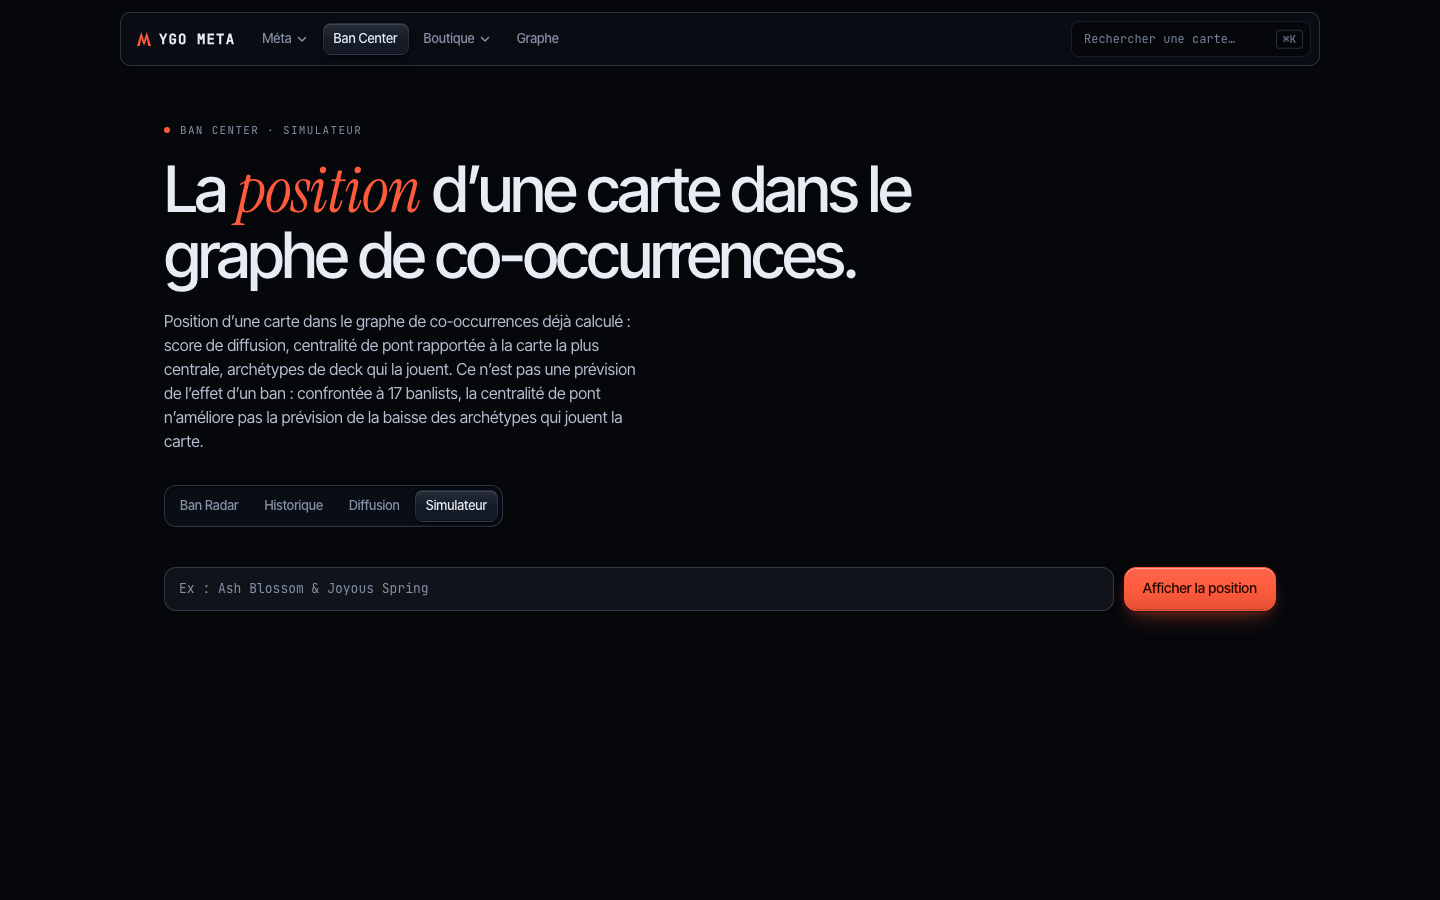 YGO META Méta Ban Center Boutique Graphe Rechercher une carte… ⌘K
BAN CENTER · SIMULATEUR
La position d’une carte dans le
graphe de co-occurrences.
Position d’une carte dans le graphe de co-occurrences déjà calculé :
score de diffusion, centralité de pont rapportée à la carte la plus
centrale, archétypes de deck qui la jouent. Ce n’est pas une prévision
de l’effet d’un ban : confrontée à 17 banlists, la centralité de pont
n’améliore pas la prévision de la baisse des archétypes qui jouent la
carte.
Ban Radar Historique Diffusion Simulateur
Ex : Ash Blossom & Joyous Spring Afficher la position